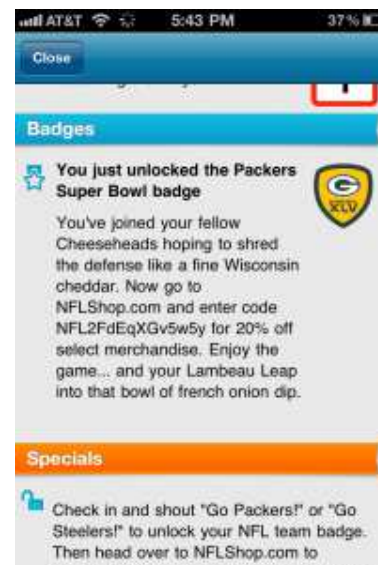 AT&T 5:43 PM 37%
Close
Badges
You just unlocked the Packers
Super Bowl badge
G
XLV
You've joined your fellow
Cheeseheads hoping to shred
the defense like a fine Wisconsin
cheddar. Now go to
NFLShop.com and enter code
NFL2FdEqXGv5w5y for 20% off
select merchandise. Enjoy the
game... and your Lambeau Leap
into that bowl of french onion dip.
Specials
Check in and shout "Go Packers!" or "Go
Steelers!" to unlock your NFL team badge.
Then head over to NFLShop.com to